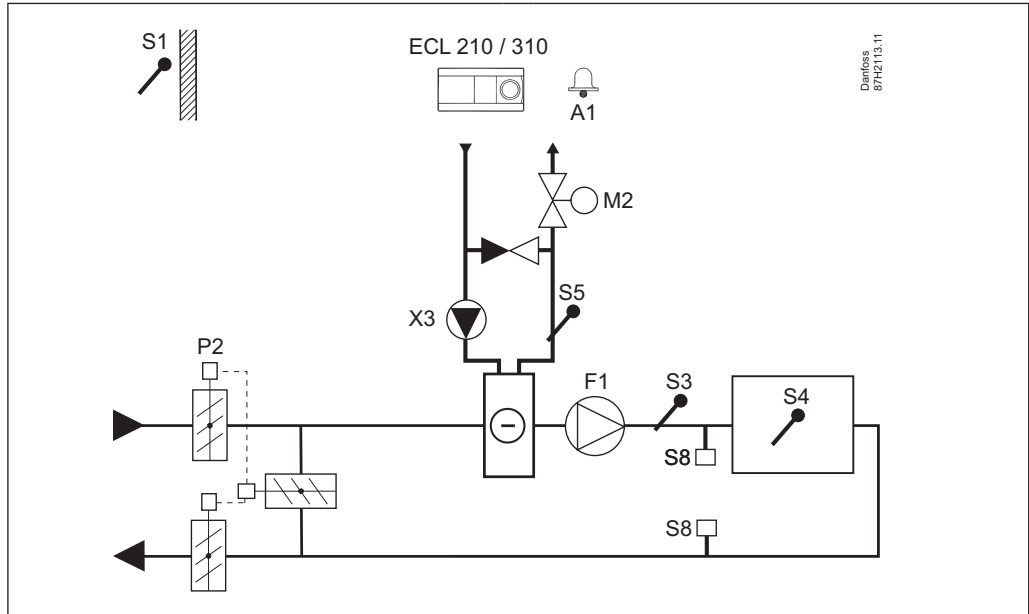 S1
ECL 210 / 310
A1
Danfoss
87H2113.11
M2
S5
X3
P2
F1
S3
S4
S8
S8